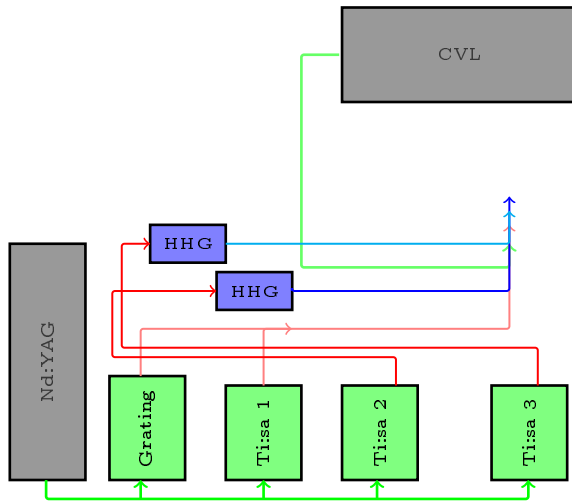 CVL
HHG
HHG
Nd:YAG
Grating
Ti:sa 1
Ti:sa 2
Ti:sa 3